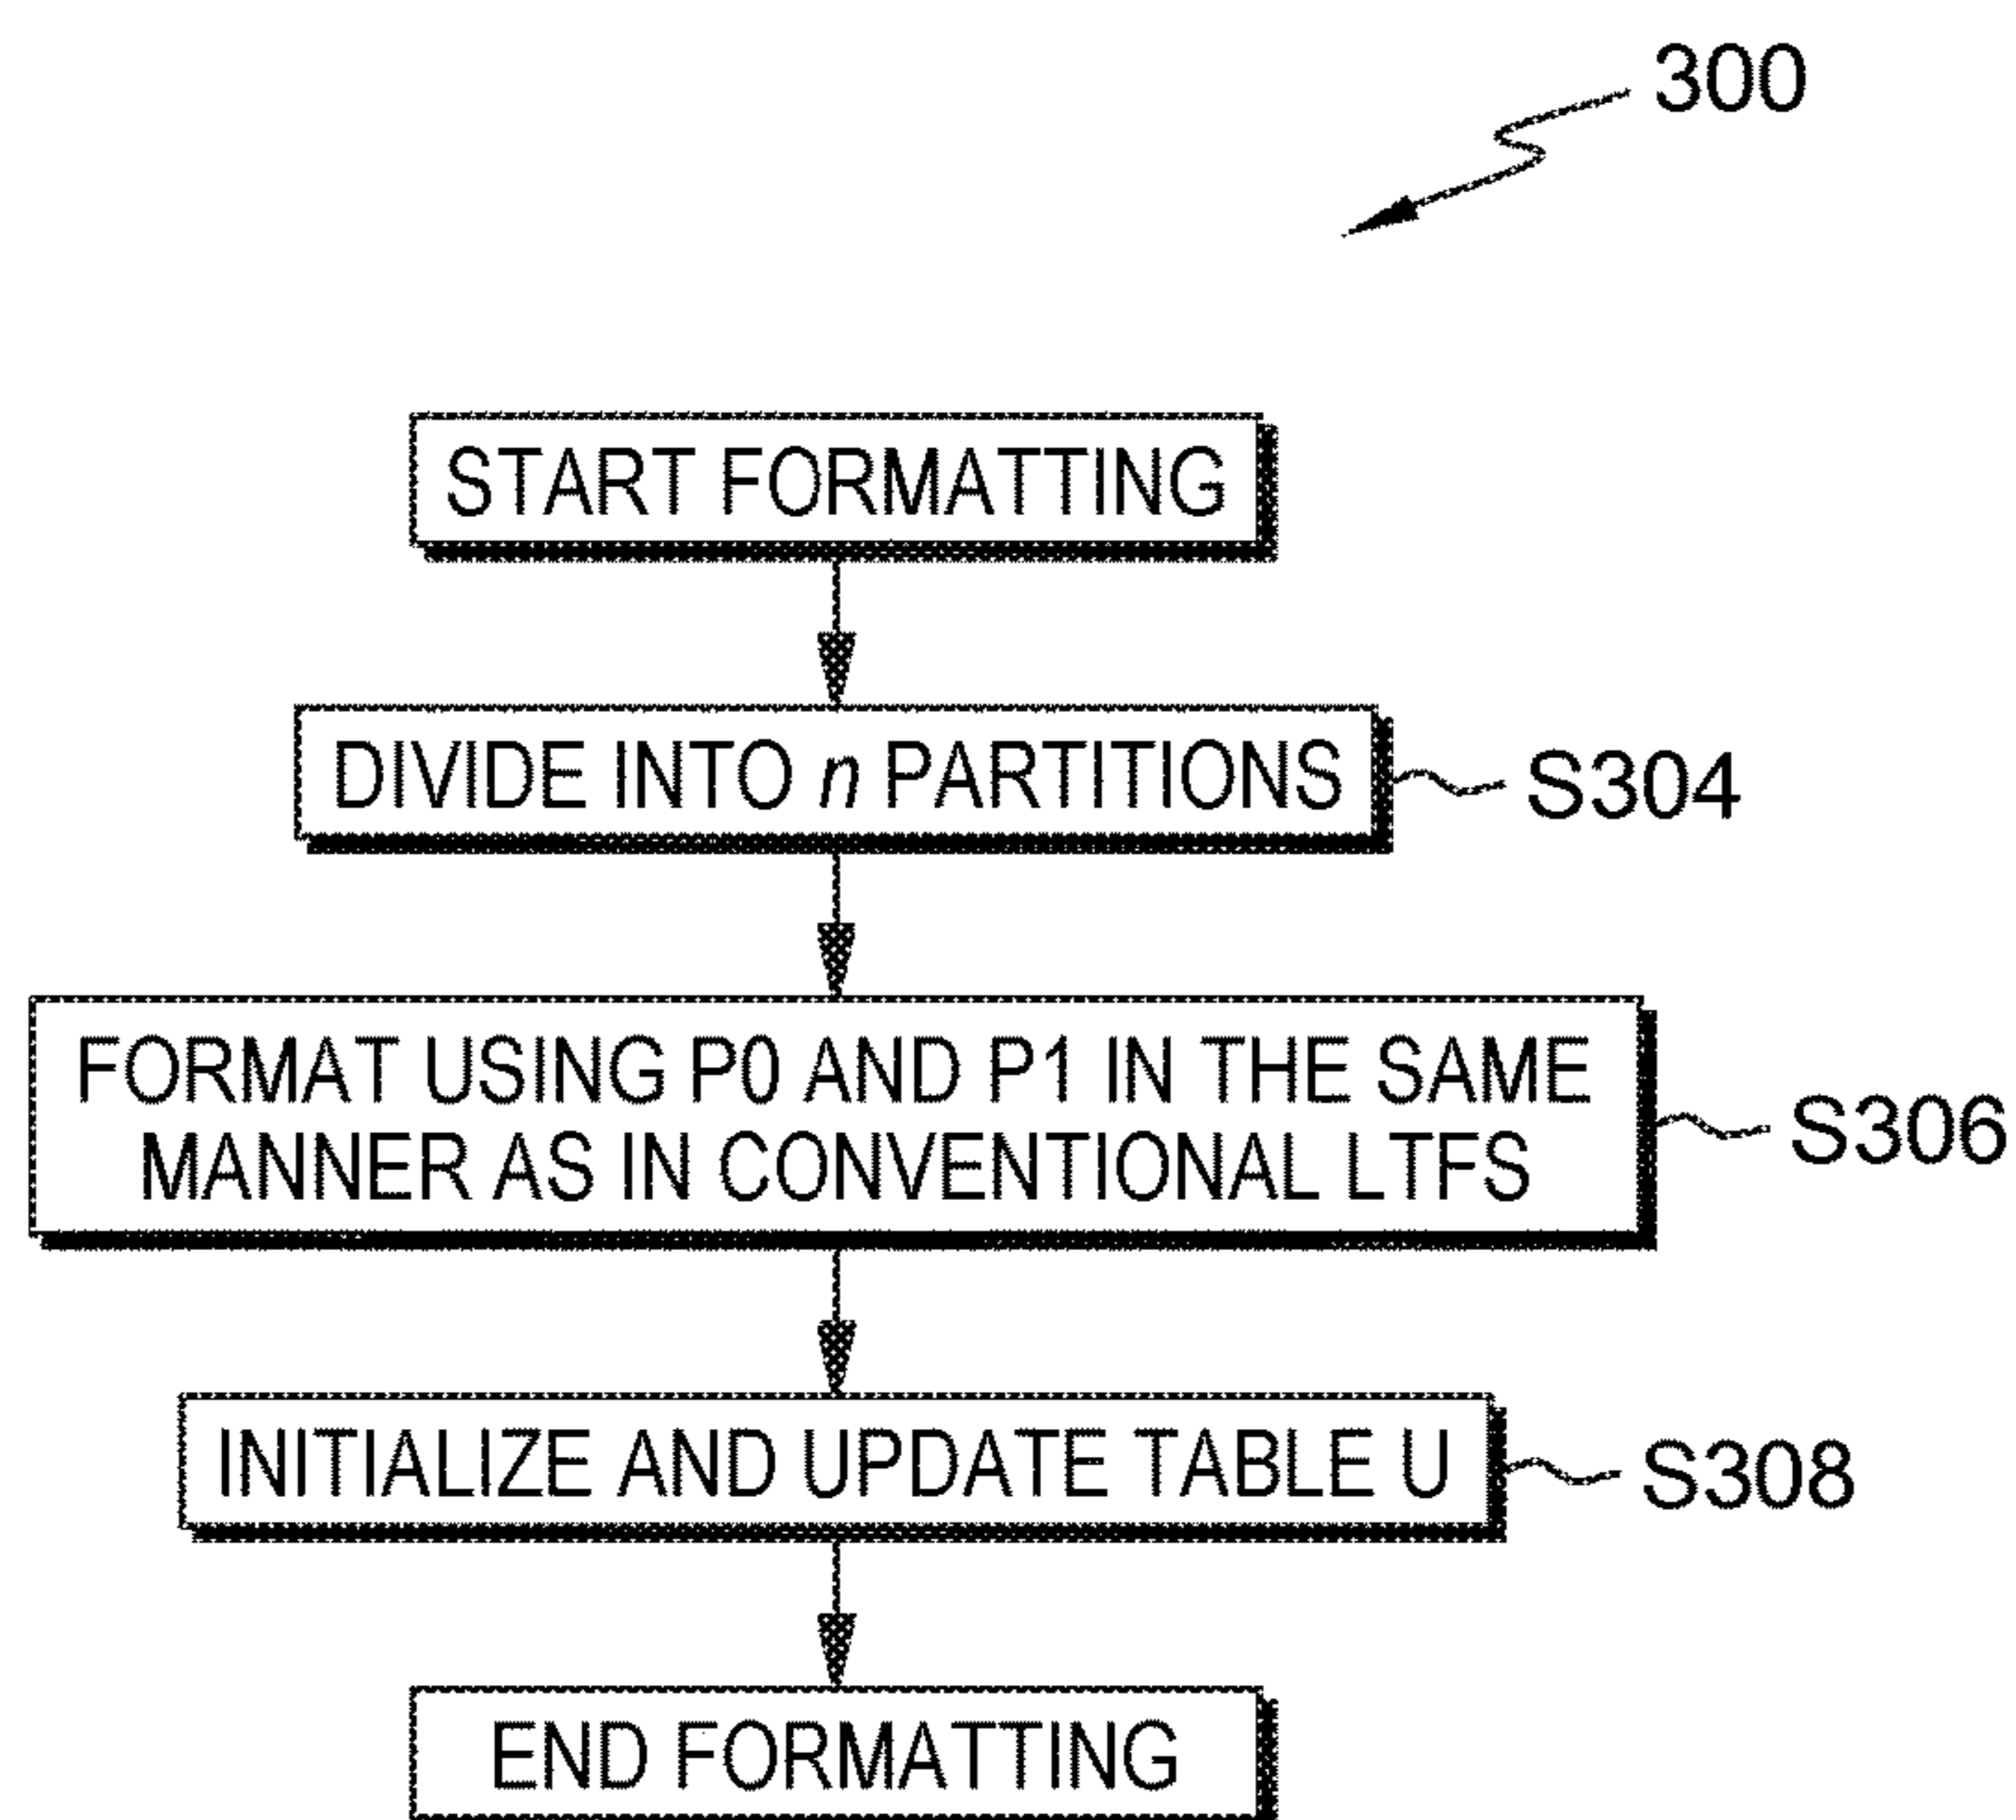 300
START FORMATTING
DIVIDE INTO n PARTITIONS
S304
FORMAT USING P0 AND P1 IN THE SAME
MANNER AS IN CONVENTIONAL LTFS
S306
INITIALIZE AND UPDATE TABLE U
S308
END FORMATTING